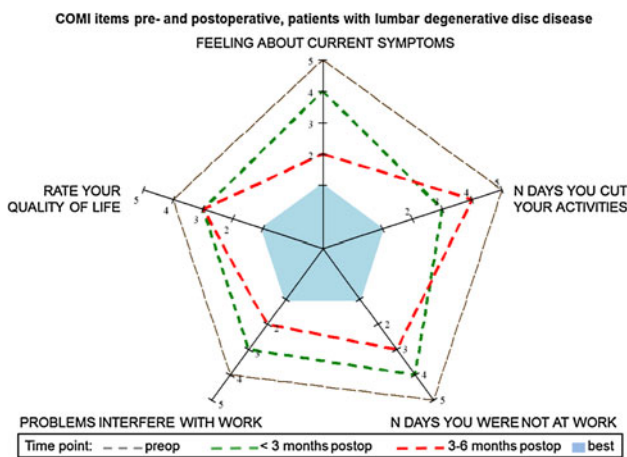 COMI items pre- and postoperative, patients with lumbar degenerative disc disease
FEELING ABOUT CURRENT SYMPTOMS
5
4
3
2
RATE YOUR
QUALITY OF LIFE
5
4
3
2
N DAYS YOU CUT
YOUR ACTIVITIES
2
3
4
5
PROBLEMS INTERFERE WITH WORK
2
3
4
5
N DAYS YOU WERE NOT AT WORK
2
3
4
5
Time point: preop < 3 months postop 3-6 months postop best